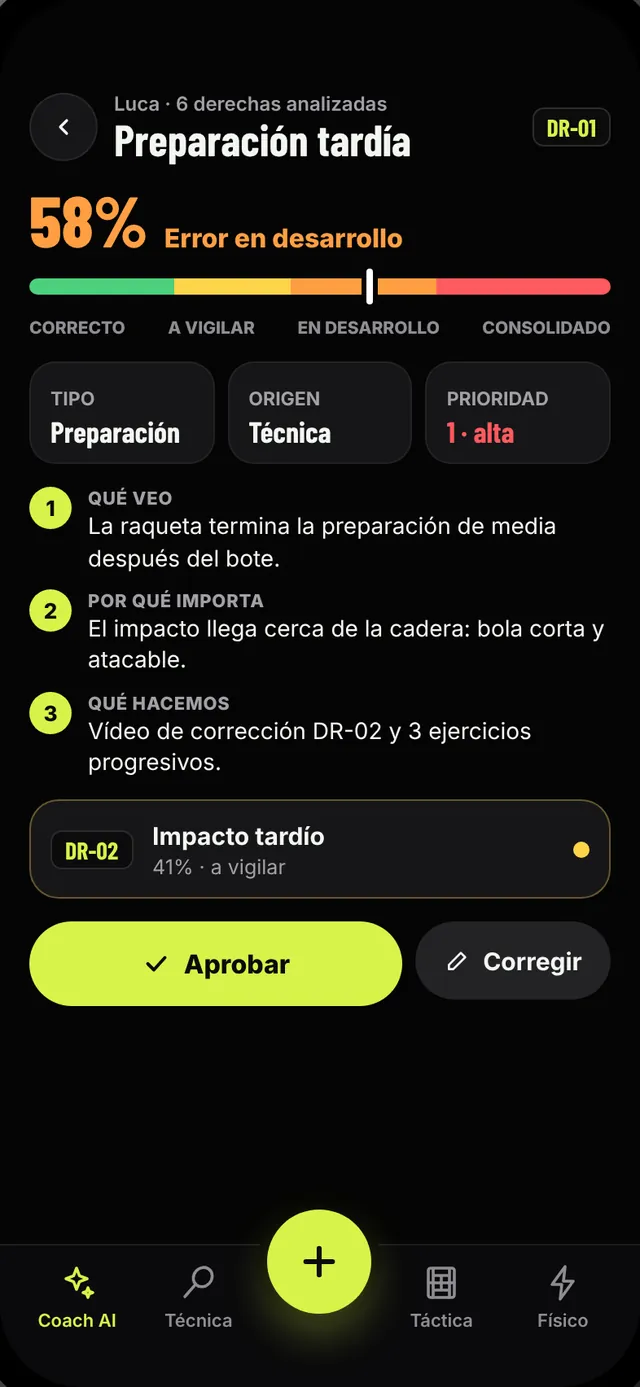 Luca · 6 derechas analizadas
Preparación tardía
DR-01
58% Error en desarrollo
CORRECTO A VIGILAR EN DESARROLLO CONSOLIDADO
TIPO
Preparación
ORIGEN
Técnica
PRIORIDAD
1 · alta
1 QUÉ VEO
La raqueta termina la preparación de media
después del bote.
2 POR QUÉ IMPORTA
El impacto llega cerca de la cadera: bola corta y
atacable.
3 QUÉ HACEMOS
Vídeo de corrección DR-02 y 3 ejercicios
progresivos.
DR-02
Impacto tardío
41% · a vigilar
Aprobar
Corregir
Coach AI
Técnica
Táctica
Físico